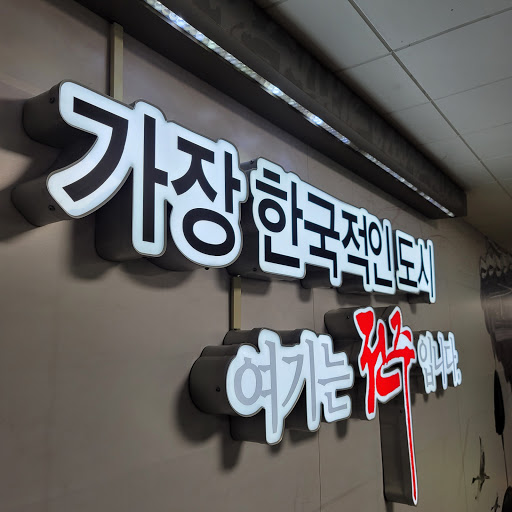 가장 한국적인 도시
여기는 전주 입니다.